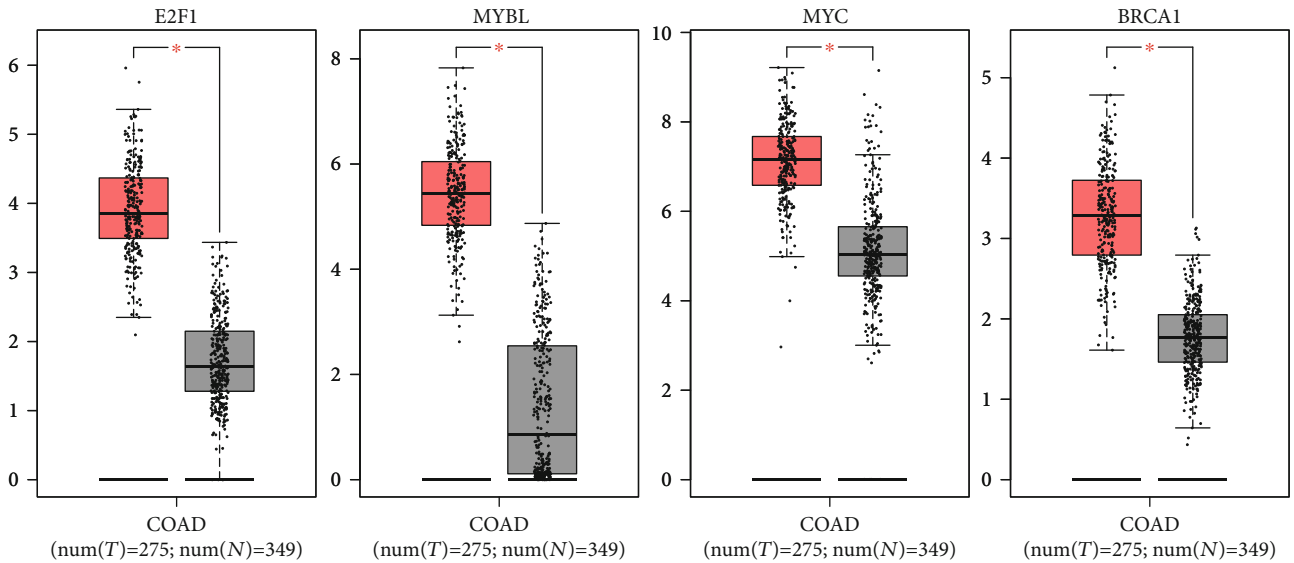 E2F1
*
6
5
4
3
2
1
0
COAD
(num(T)=275; num(N)=349)
MYBL
*
8
6
4
2
0
COAD
(num(T)=275; num(N)=349)
MYC
*
10
8
6
4
2
0
COAD
(num(T)=275; num(N)=349)
BRCA1
*
5
4
3
2
1
0
COAD
(num(T)=275; num(N)=349)